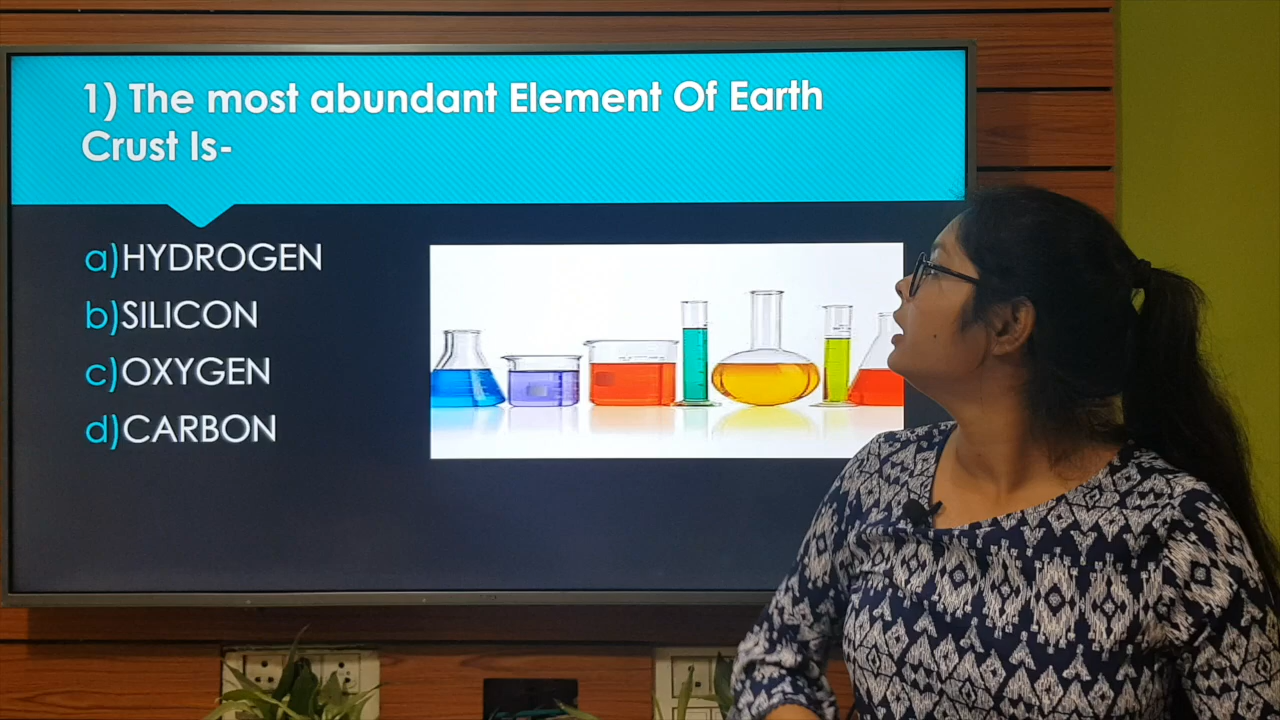 1) The most abundant Element Of Earth
Crust Is-
a)HYDROGEN
b)SILICON
c)OXYGEN
d)CARBON